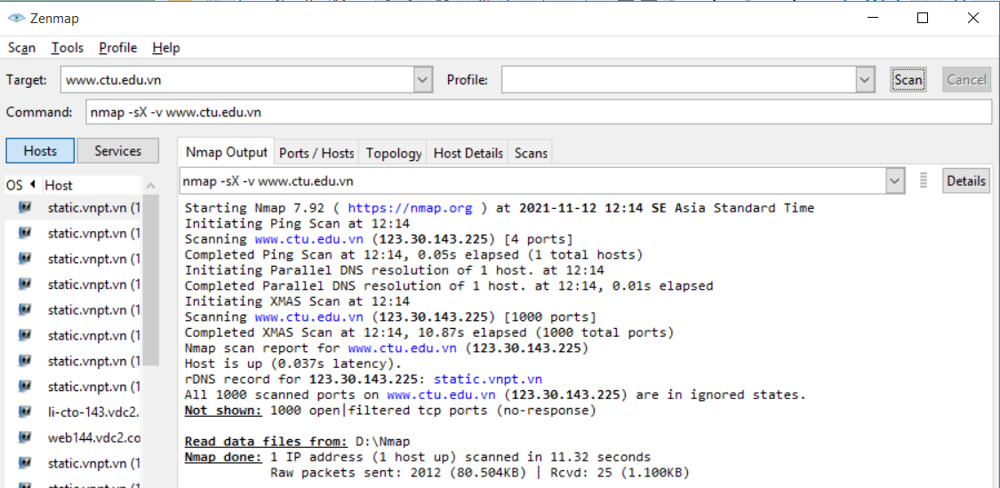 Zenmap
Scan Tools Profile Help
Target: www.ctu.edu.vn Profile: Scan Cancel
Command: nmap -sX -v www.ctu.edu.vn
Hosts Services
Nmap Output Ports / Hosts Topology Host Details Scans
OS Host
nmap -sX -v www.ctu.edu.vn Details
static.vnpt.vn (1
static.vnpt.vn (1
static.vnpt.vn (1
static.vnpt.vn (1
static.vnpt.vn (1
static.vnpt.vn (1
static.vnpt.vn (1
static.vnpt.vn (1
li-cto-143.vdc2.
web144.vdc2.co
static.vnpt.vn (1
static.vnpt.vn (1
Starting Nmap 7.92 ( https://nmap.org ) at 2021-11-12 12:14 SE Asia Standard Time
Initiating Ping Scan at 12:14
Scanning www.ctu.edu.vn (123.30.143.225) [4 ports]
Completed Ping Scan at 12:14, 0.05s elapsed (1 total hosts)
Initiating Parallel DNS resolution of 1 host. at 12:14
Completed Parallel DNS resolution of 1 host. at 12:14, 0.01s elapsed
Initiating XMAS Scan at 12:14
Scanning www.ctu.edu.vn (123.30.143.225) [1000 ports]
Completed XMAS Scan at 12:14, 10.87s elapsed (1000 total ports)
Nmap scan report for www.ctu.edu.vn (123.30.143.225)
Host is up (0.037s latency).
rDNS record for 123.30.143.225: static.vnpt.vn
All 1000 scanned ports on www.ctu.edu.vn (123.30.143.225) are in ignored states.
Not shown: 1000 open|filtered tcp ports (no-response)
Read data files from: D:\Nmap
Nmap done: 1 IP address (1 host up) scanned in 11.32 seconds
Raw packets sent: 2012 (80.504KB) | Rcvd: 25 (1.100KB)